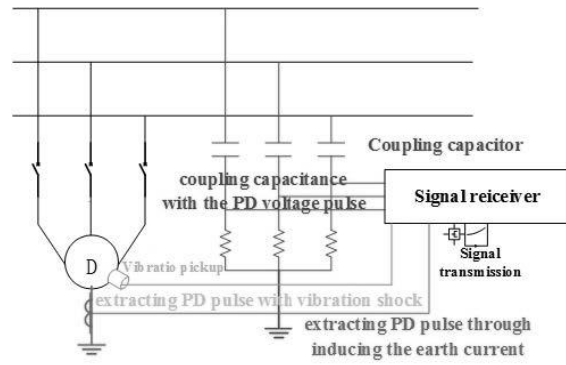 Coupling capacitor
coupling capacitance
with the PD voltage pulse
Signal reiceiver
Signal
transmission
D
Vibratio pickup
extracting PD pulse with vibration shock
extracting PD pulse through
inducing the earth current